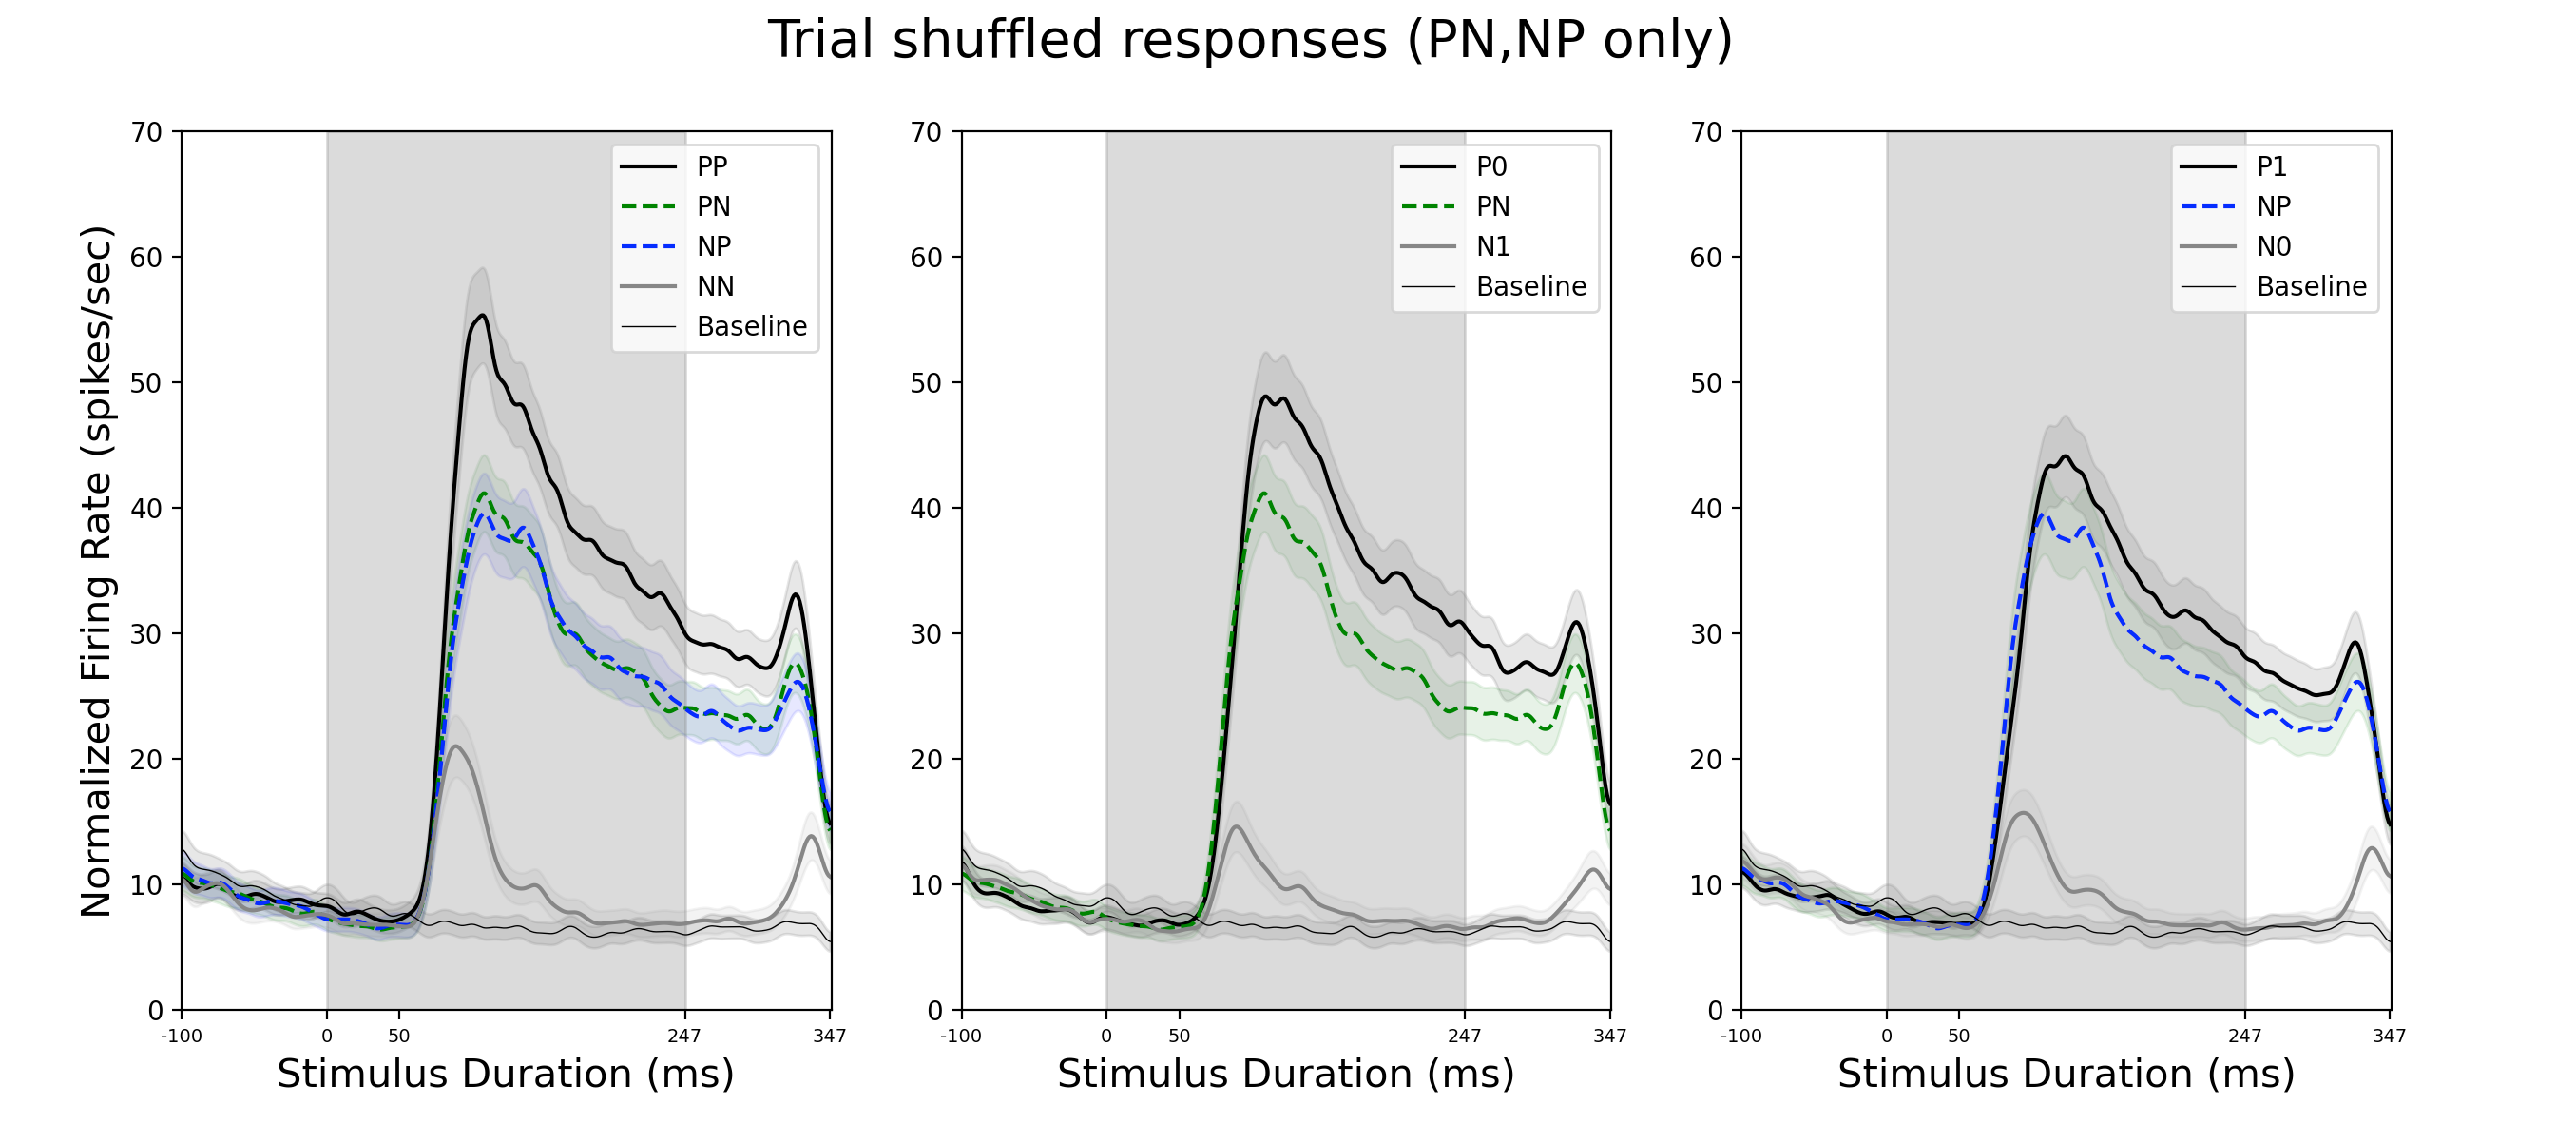 Trial shuffled responses (PN,NP only)
Normalized Firing Rate (spikes/sec)
70
60
50
40
30
20
10
0
PP
PN
NP
NN
Baseline
-100 0 50 247 347
Stimulus Duration (ms)
70
60
50
40
30
20
10
0
P0
PN
N1
Baseline
-100 0 50 247 347
Stimulus Duration (ms)
70
60
50
40
30
20
10
0
P1
NP
N0
Baseline
-100 0 50 247 347
Stimulus Duration (ms)